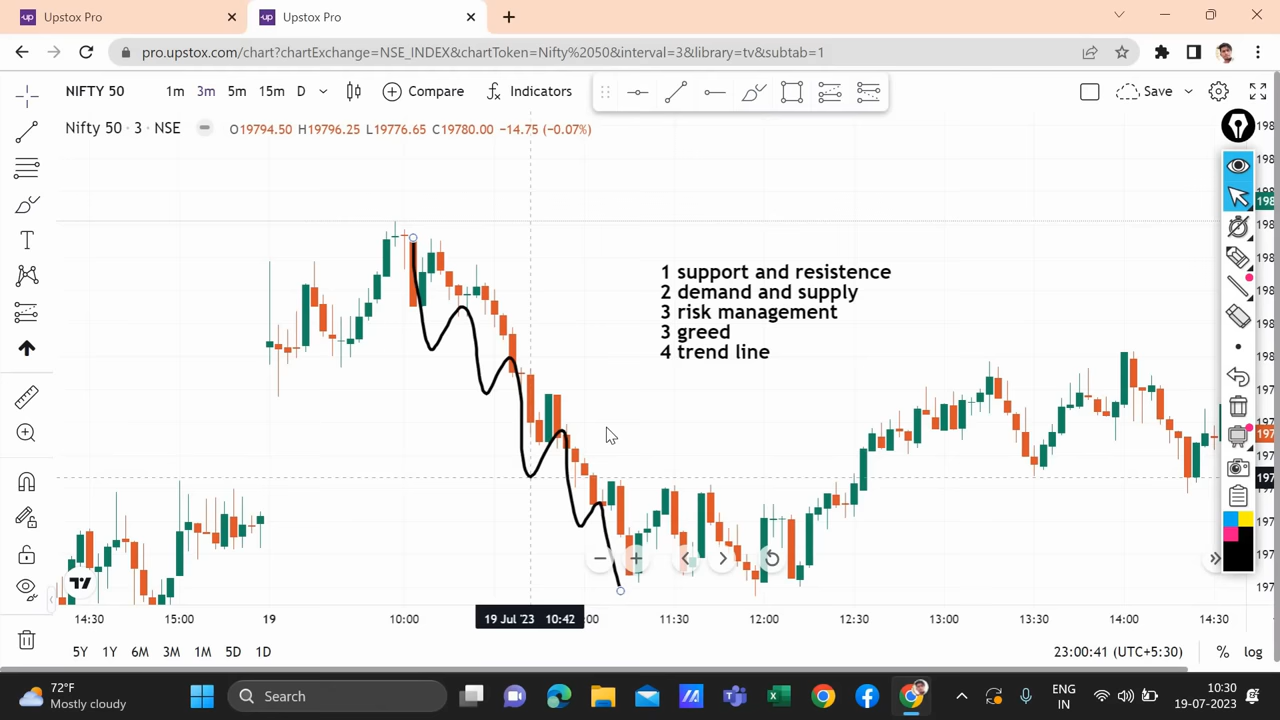 Upstox Pro
Upstox Pro
pro.upstox.com/chart?chartExchange=NSE_INDEX&chartToken=Nifty%2050&interval=3&library=tv&subtab=1
NIFTY 50 1m 3m 5m 15m D Compare Indicators Save
Nifty 50 · 3 · NSE O19794.50 H19796.25 L19776.65 C19780.00 −14.75 (−0.07%)
1 support and resistence
2 demand and supply
3 risk management
3 greed
4 trend line
14:30 15:00 19 10:00 19 Jul '23 10:42 :00 11:30 12:00 12:30 13:00 13:30 14:00 14:30
5Y 1Y 6M 3M 1M 5D 1D 23:00:41 (UTC+5:30) % log
72°F
Mostly cloudy
Search
ENG
IN
10:30
19-07-2023